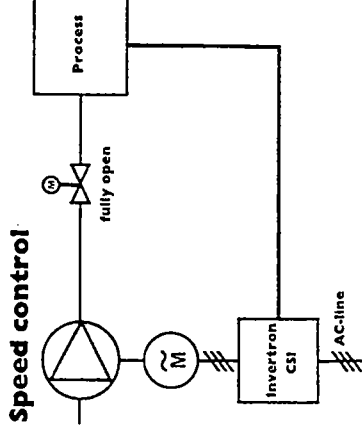 Speed control
Process
M
fully open
M
Invertron
CSI
AC-line